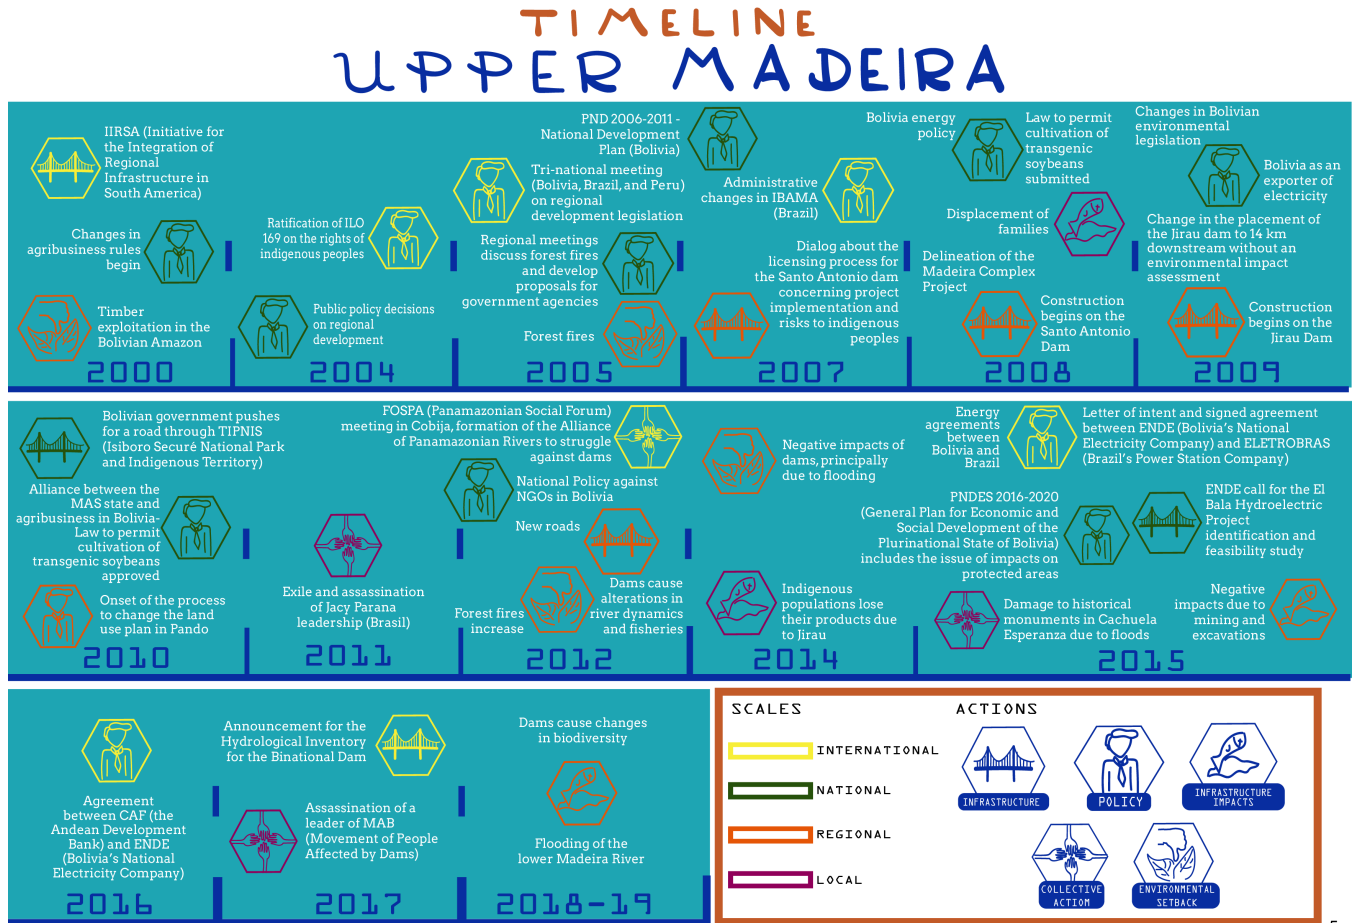 TIMELINE
UPPER MADEIRA
IIRSA (Initiative for
the Integration of
Regional
Infrastructure in
South America)
Changes in
agribusiness rules
begin
Timber
exploitation in the
Bolivian Amazon
2000
Ratification of ILO
169 on the rights of
indigenous peoples
Public policy decisions
on regional
development
2004
PND 2006-2011 -
National Development
Plan (Bolivia)
Tri-national meeting
(Bolivia, Brazil, and Peru)
on regional
development legislation
Regional meetings
discuss forest fires
and develop
proposals for
government agencies
Forest fires
2005
Administrative
changes in IBAMA
(Brazil)
Dialog about the
licensing process for
the Santo Antonio dam
concerning project
implementation and
risks to indigenous
peoples
2007
Bolivia energy
policy
Law to permit
cultivation of
transgenic
soybeans
submitted
Displacement of
families
Delineation of the
Madeira Complex
Project
Construction
begins on the
Santo Antonio
Dam
2008
Changes in Bolivian
environmental
legislation
Bolivia as an
exporter of
electricity
Change in the placement of
the Jirau dam to 14 km
downstream without an
environmental impact
assessment
Construction
begins on the
Jirau Dam
2009
Bolivian government pushes
for a road through TIPNIS
(Isiboro Securé National Park
and Indigenous Territory)
Alliance between the
MAS state and
agribusiness in Bolivia-
Law to permit
cultivation of
transgenic soybeans
approved
Onset of the process
to change the land
use plan in Pando
2010
Exile and assassination
of Jacy Parana
leadership (Brasil)
2011
FOSPA (Panamazonian Social Forum)
meeting in Cobija, formation of the Alliance
of Panamazonian Rivers to struggle
against dams
National Policy against
NGOs in Bolivia
New roads
Forest fires
increase
Dams cause
alterations in
river dynamics
and fisheries
2012
Negative impacts of
dams, principally
due to flooding
Indigenous
populations lose
their products due
to Jirau
2014
Energy
agreements
between
Bolivia and
Brazil
Letter of intent and signed agreement
between ENDE (Bolivia's National
Electricity Company) and ELETROBRAS
(Brazil's Power Station Company)
PNDES 2016-2020
(General Plan for Economic and
Social Development of the
Plurinational State of Bolivia)
includes the issue of impacts on
protected areas
ENDE call for the El
Bala Hydroelectric
Project
identification and
feasibility study
Damage to historical
monuments in Cachuela
Esperanza due to floods
Negative
impacts due to
mining and
excavations
2015
Agreement
between CAF (the
Andean Development
Bank) and ENDE
(Bolivia's National
Electricity Company)
2016
Announcement for the
Hydrological Inventory
for the Binational Dam
Assassination of a
leader of MAB
(Movement of People
Affected by Dams)
2017
Dams cause changes
in biodiversity
Flooding of the
lower Madeira River
2018-19
SCALES
INTERNATIONAL
NATIONAL
REGIONAL
LOCAL
ACTIONS
INFRASTRUCTURE
POLICY
INFRASTRUCTURE
IMPACTS
COLLECTIVE
ACTIOM
ENVIRONMENTAL
SETBACK